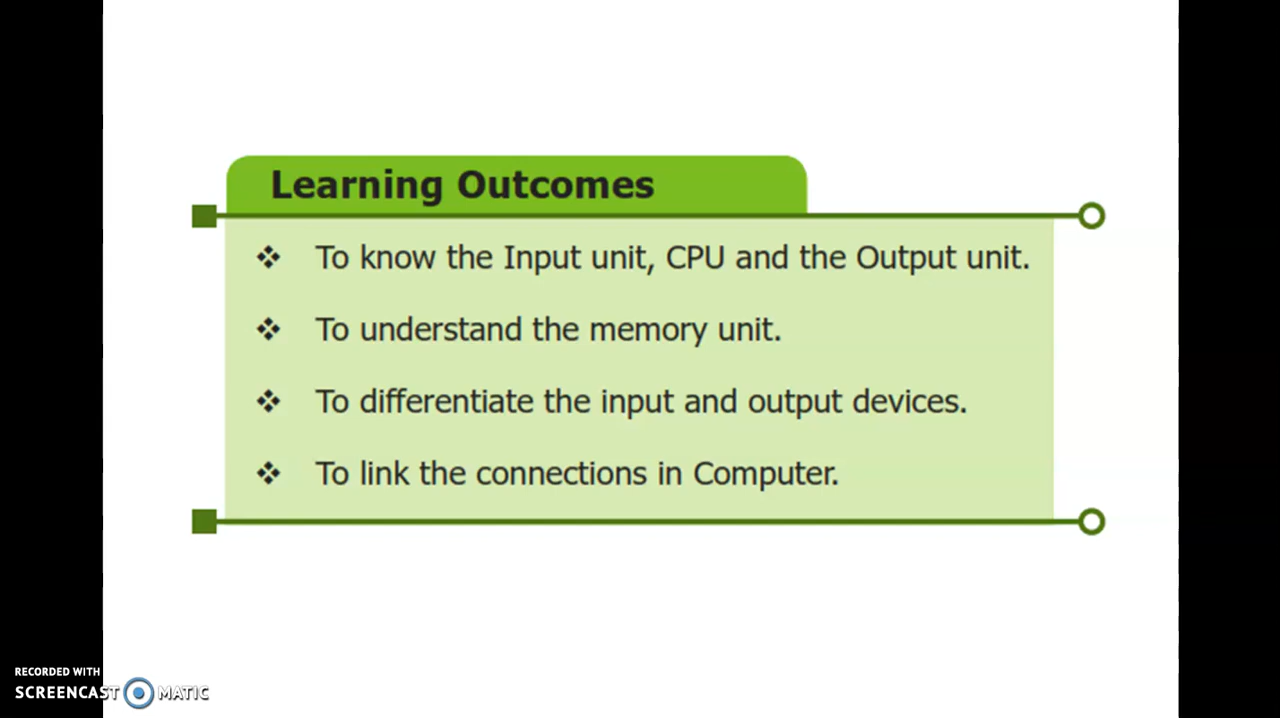 Learning Outcomes
❖ To know the Input unit, CPU and the Output unit.
❖ To understand the memory unit.
❖ To differentiate the input and output devices.
❖ To link the connections in Computer.
RECORDED WITH
SCREENCAST MATIC